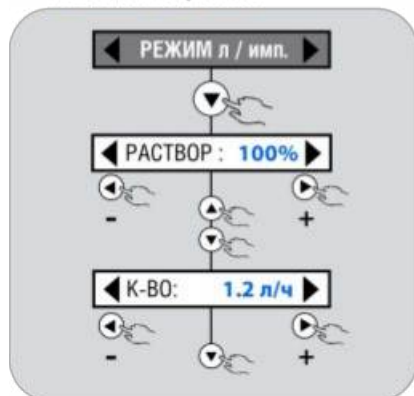 РЕЖИМ л / имп.
РАСТВОР : 100%
- +
К-ВО: 1.2 л/ч
- +